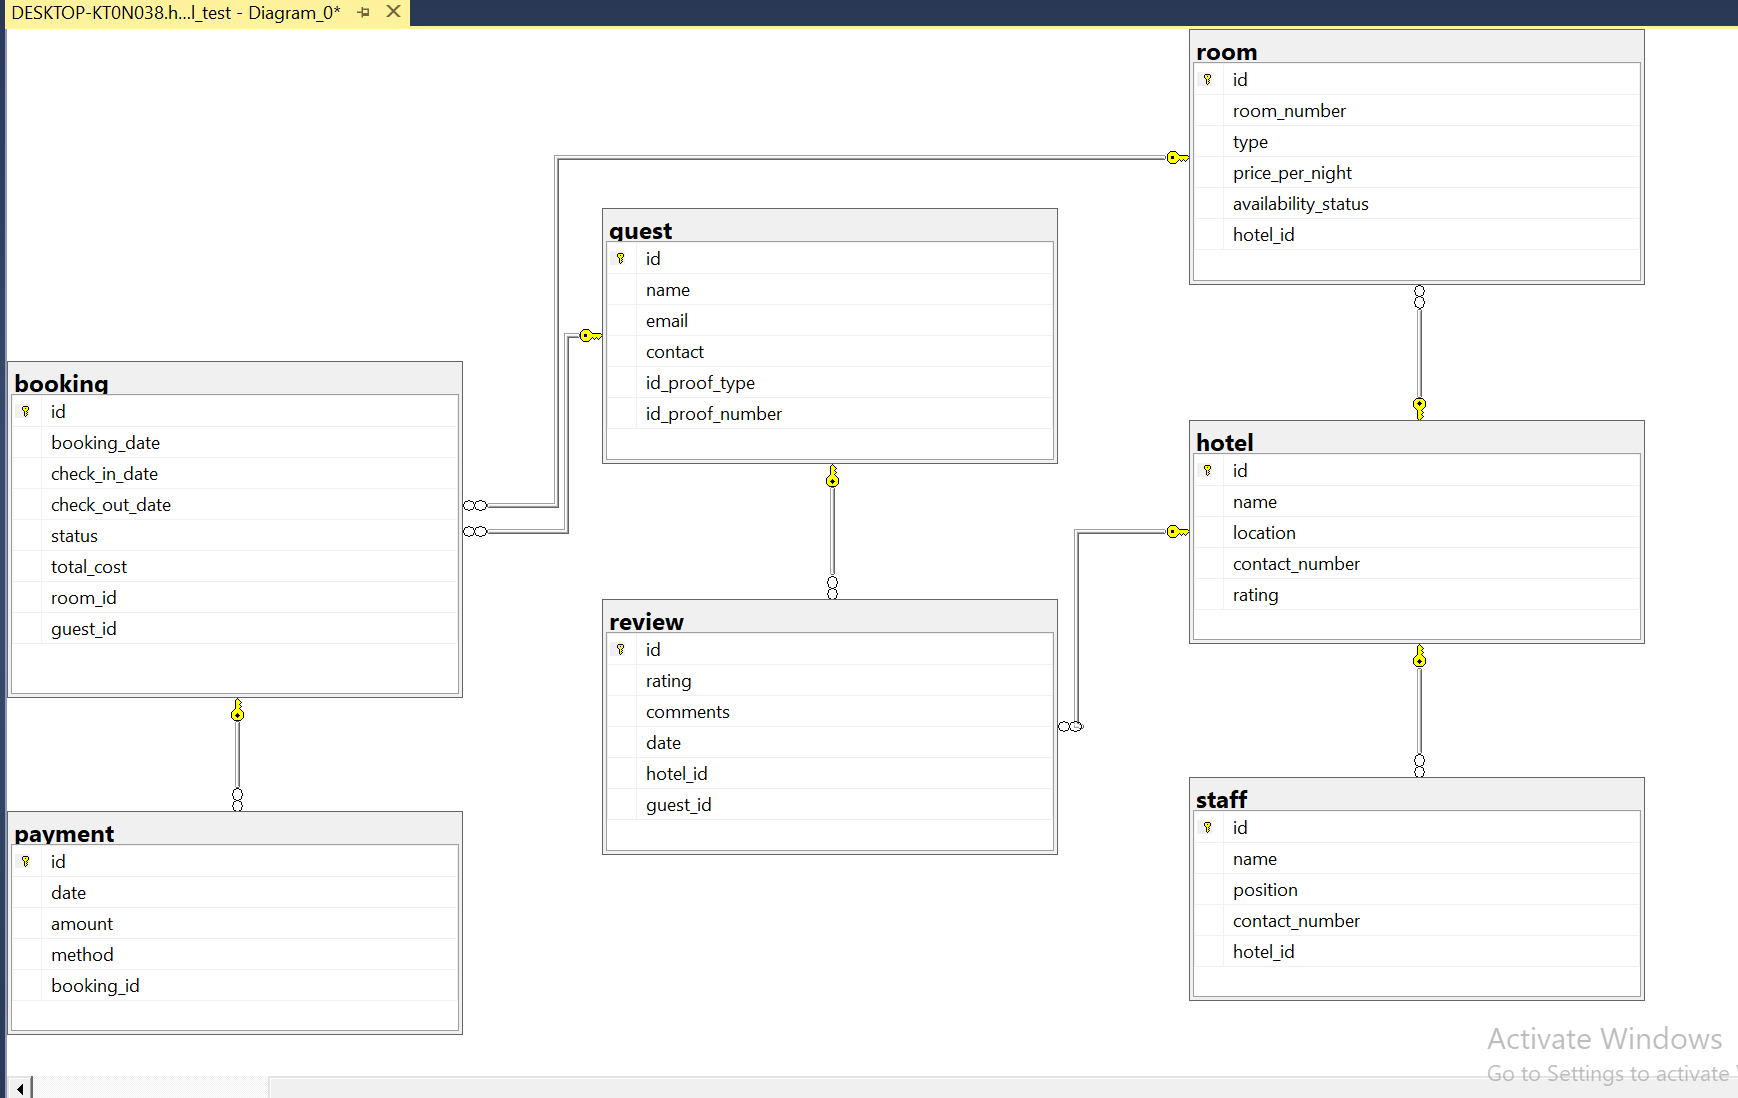 DESKTOP-KT0N038.h...l_test - Diagram_0*
room
id
room_number
type
price_per_night
availability_status
hotel_id
guest
id
name
email
contact
id_proof_type
id_proof_number
booking
id
booking_date
check_in_date
check_out_date
status
total_cost
room_id
guest_id
hotel
id
name
location
contact_number
rating
review
id
rating
comments
date
hotel_id
guest_id
staff
id
name
position
contact_number
hotel_id
payment
id
date
amount
method
booking_id
Activate Windows
Go to Settings to activate